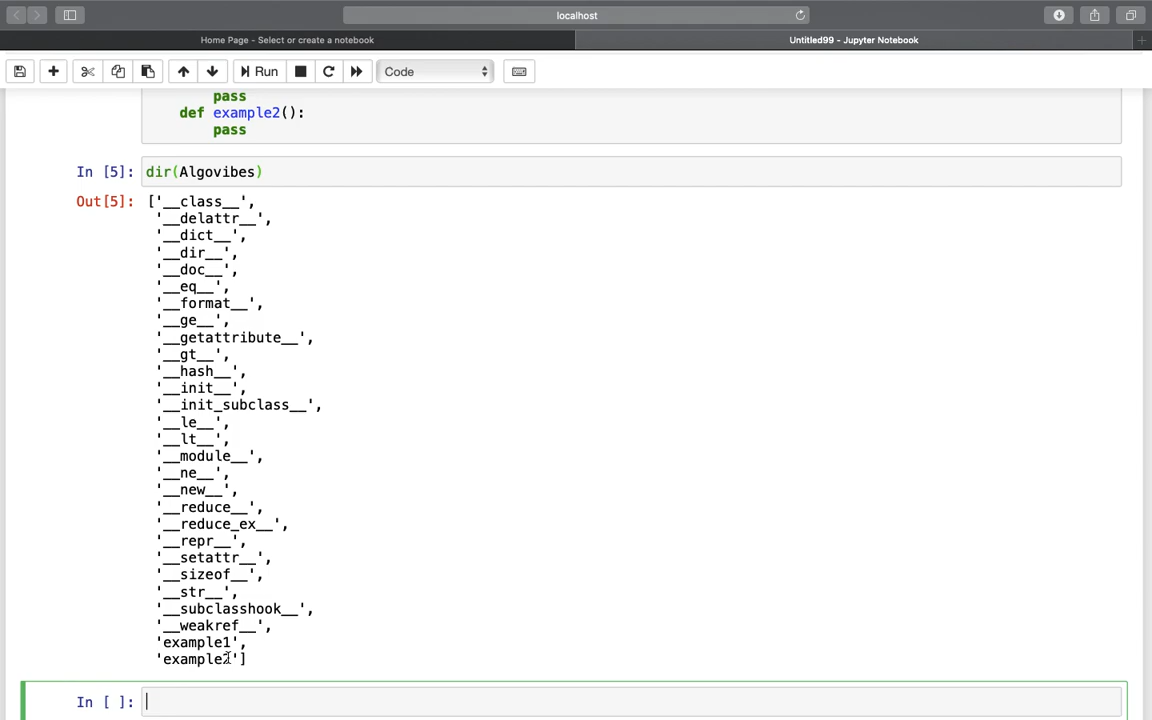 localhost
Home Page - Select or create a notebook
Untitled99 - Jupyter Notebook
Run
Code
pass
def example2():
pass
In [5]: dir(Algovibes)
Out[5]: ['__class__',
'__delattr__',
'__dict__',
'__dir__',
'__doc__',
'__eq__',
'__format__',
'__ge__',
'__getattribute__',
'__gt__',
'__hash__',
'__init__',
'__init_subclass__',
'__le__',
'__lt__',
'__module__',
'__ne__',
'__new__',
'__reduce__',
'__reduce_ex__',
'__repr__',
'__setattr__',
'__sizeof__',
'__str__',
'__subclasshook__',
'__weakref__',
'example1',
'example2']
In [ ]: